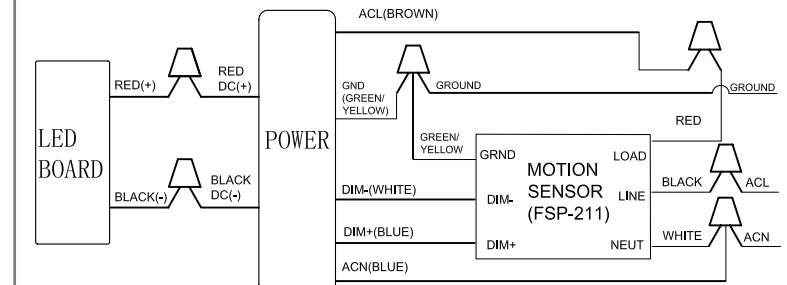 ACL(BROWN)
RED(+)
RED
DC(+)
GND
(GREEN/
YELLOW)
GROUND
GROUND
RED
LED
BOARD
POWER
GREEN/
YELLOW
GRND
MOTION
SENSOR
(FSP-211)
LOAD
LINE
NEUT
BLACK
ACL
BLACK(-)
BLACK
DC(-)
DIM-(WHITE)
DIM-
DIM+(BLUE)
DIM+
WHITE
ACN
ACN(BLUE)